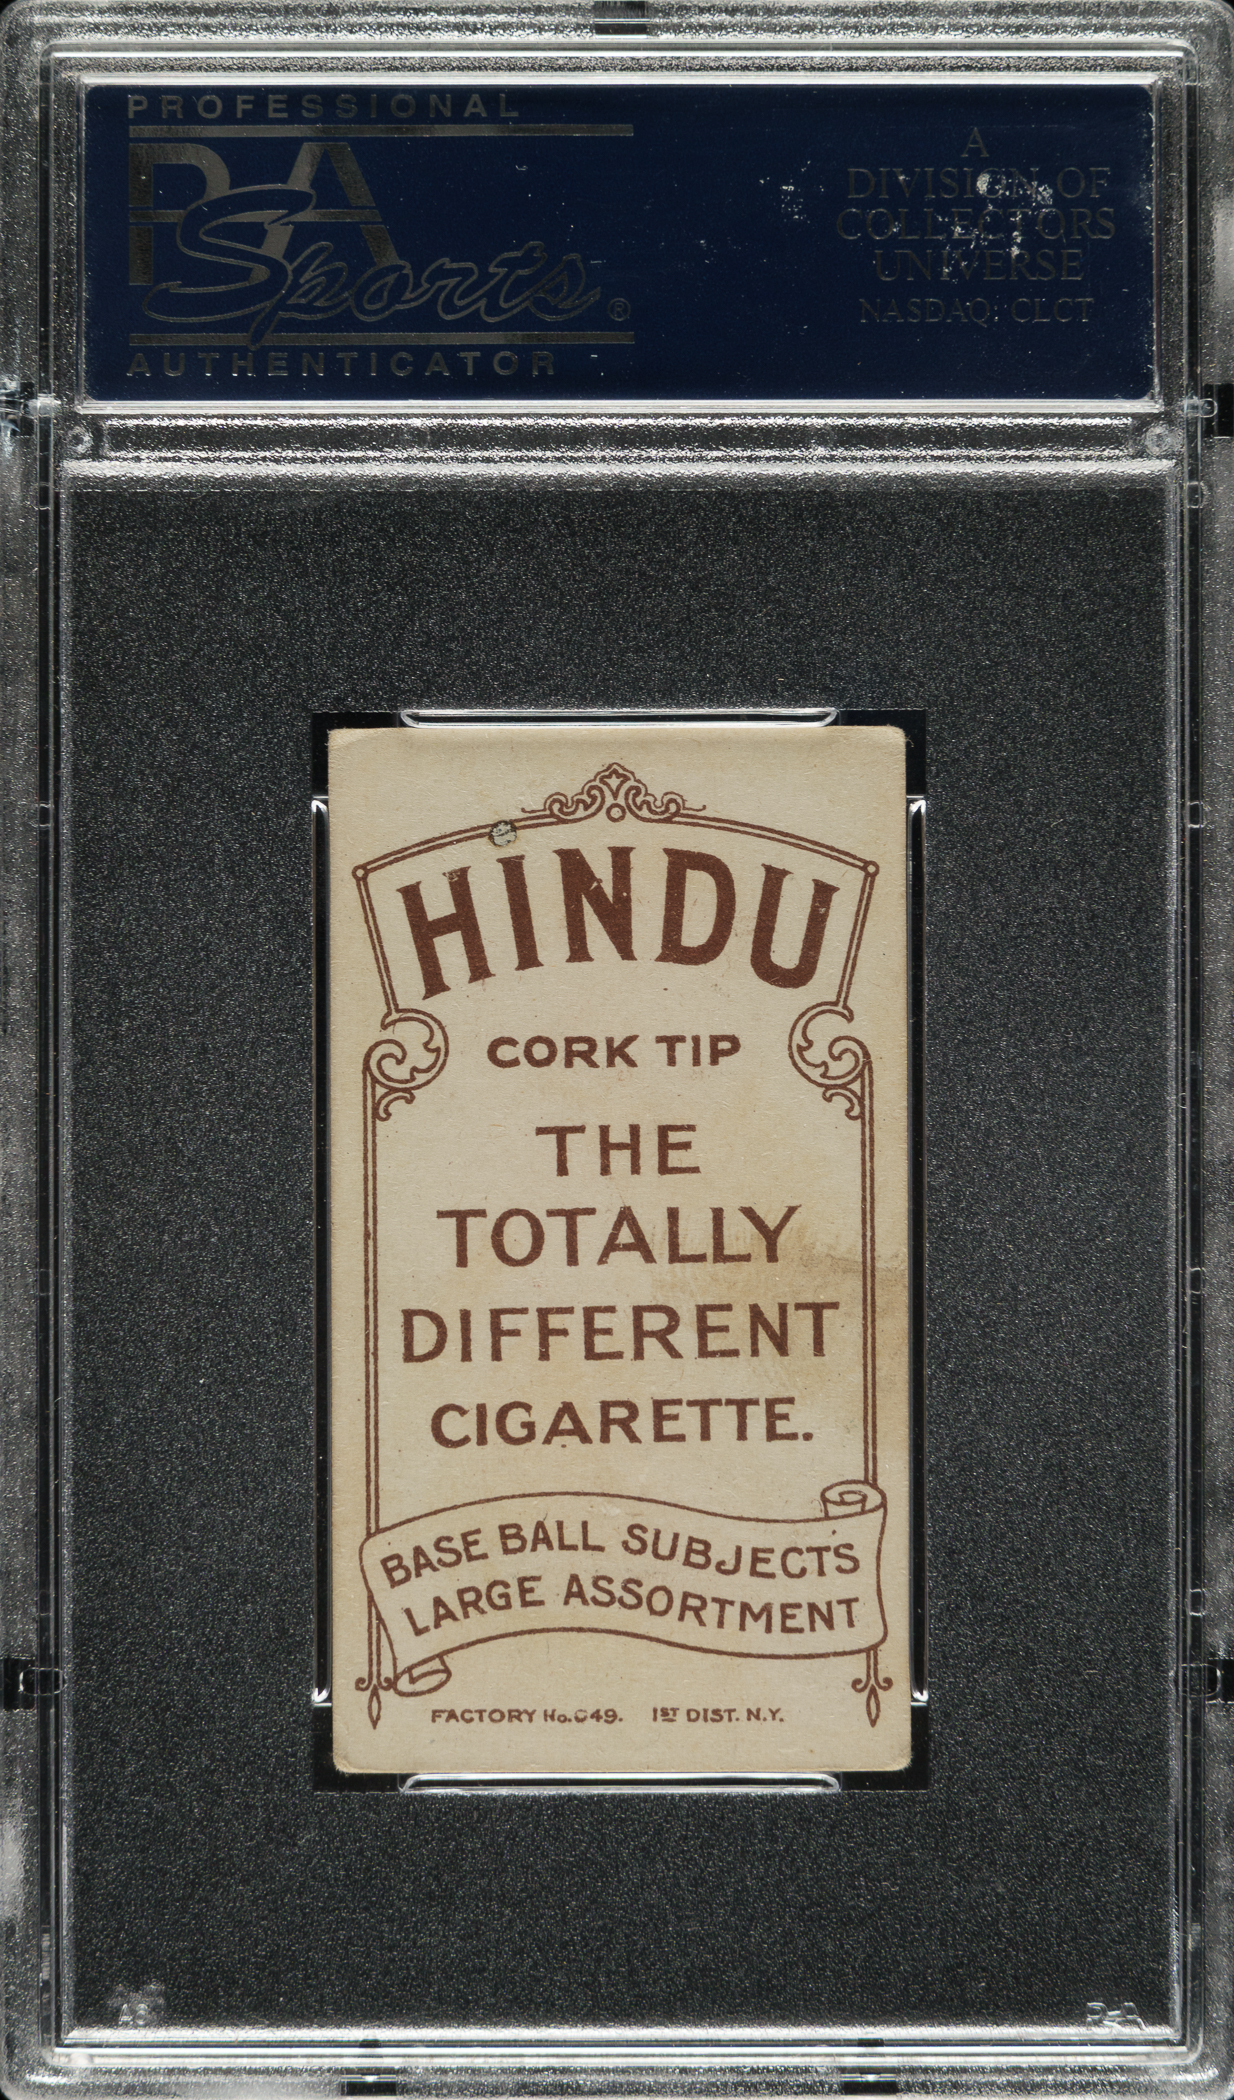 PROFESSIONAL
PSA
Sports®
AUTHENTICATOR
A
DIVISION OF
COLLECTORS
UNIVERSE
NASDAQ: CLCT
HINDU
CORK TIP
THE
TOTALLY
DIFFERENT
CIGARETTE.
BASE BALL SUBJECTS
LARGE ASSORTMENT
FACTORY No.649. 1ST DIST. N.Y.
PSA